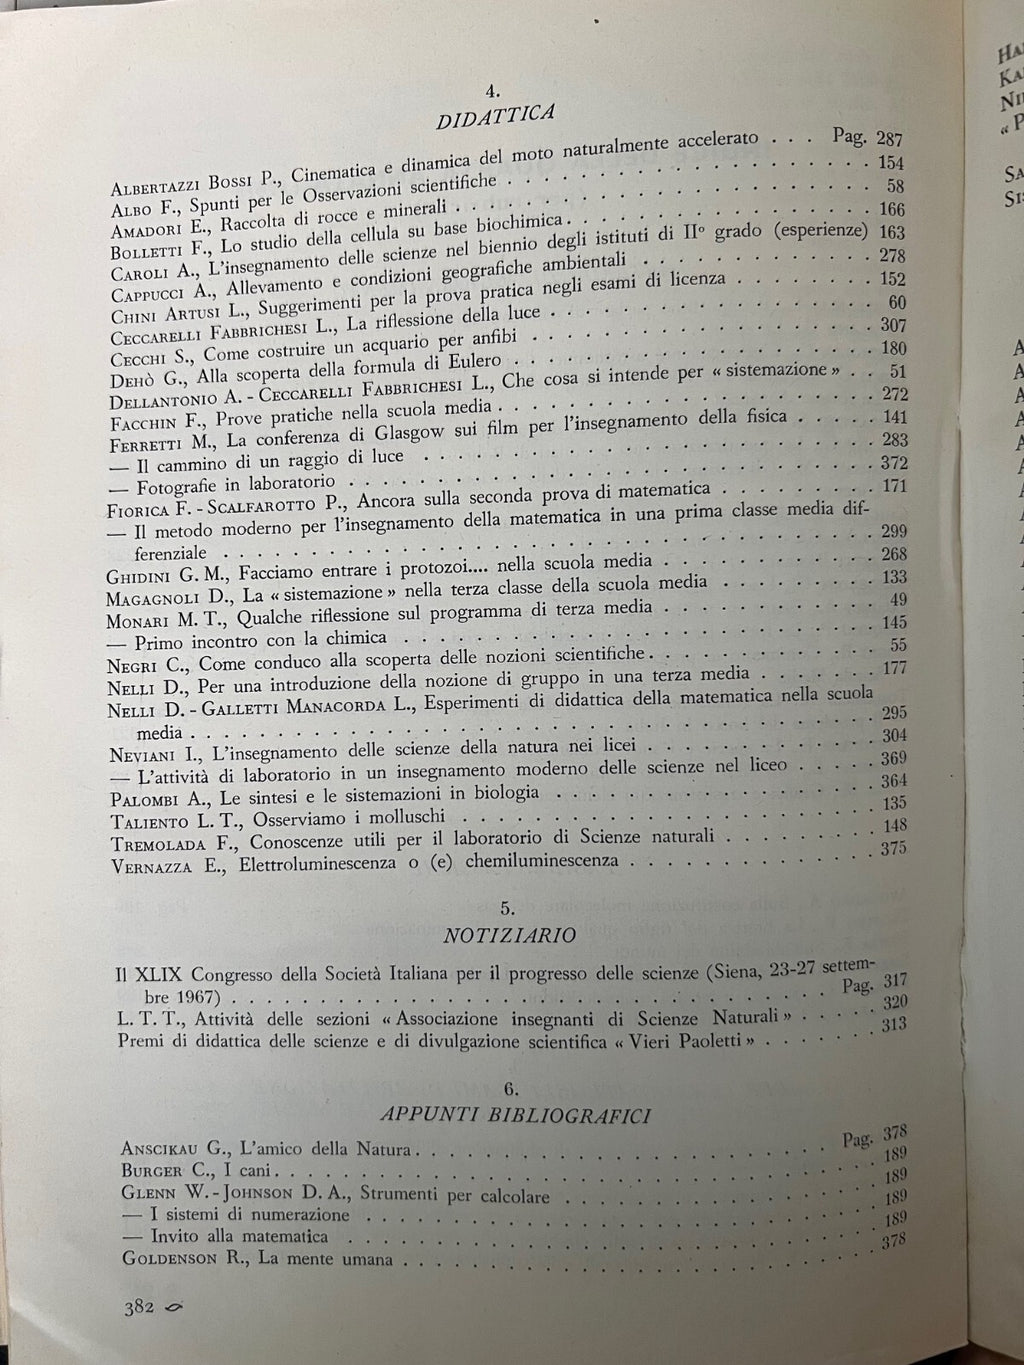 4.
DIDATTICA
ALBERTAZZI BOSSI P., Cinematica e dinamica del moto naturalmente accelerato . . . Pag. 287
ALBO F., Spunti per le Osservazioni scientifiche . . . . . . . . . . . . . . . . 154
AMADORI E., Raccolta di rocce e minerali . . . . . . . . . . . . . . . . . . 58
BOLLETTI F., Lo studio della cellula su base biochimica . . . . . . . . . . . . . 166
CAROLI A., L'insegnamento delle scienze nel biennio degli istituti di IIº grado (esperienze) 163
CAPPUCCI A., Allevamento e condizioni geografiche ambientali . . . . . . . . . . 278
CHINI ARTUSI L., Suggerimenti per la prova pratica negli esami di licenza . . . . . . . 152
CECCARELLI FABBRICHESI L., La riflessione della luce . . . . . . . . . . . . . . 60
CECCHI S., Come costruire un acquario per anfibi . . . . . . . . . . . . . . . 307
DEHÒ G., Alla scoperta della formula di Eulero . . . . . . . . . . . . . . . . 180
DELLANTONIO A. - CECCARELLI FABBRICHESI L., Che cosa si intende per « sistemazione » . . 51
FACCHIN F., Prove pratiche nella scuola media . . . . . . . . . . . . . . . . 272
FERRETTI M., La conferenza di Glasgow sui film per l'insegnamento della fisica . . . . . 141
— Il cammino di un raggio di luce . . . . . . . . . . . . . . . . . . . 283
— Fotografie in laboratorio . . . . . . . . . . . . . . . . . . . . . . 372
FIORICA F. - SCALFAROTTO P., Ancora sulla seconda prova di matematica . . . . . . . 171
— Il metodo moderno per l'insegnamento della matematica in una prima classe media dif-
ferenziale . . . . . . . . . . . . . . . . . . . . . . . . . . . 299
GHIDINI G. M., Facciamo entrare i protozoi.... nella scuola media . . . . . . . . . 268
MAGAGNOLI D., La « sistemazione » nella terza classe della scuola media . . . . . . . 133
MONARI M. T., Qualche riflessione sul programma di terza media . . . . . . . . . . 49
— Primo incontro con la chimica . . . . . . . . . . . . . . . . . . . . 145
NEGRI C., Come conduco alla scoperta delle nozioni scientifiche . . . . . . . . . . 55
NELLI D., Per una introduzione della nozione di gruppo in una terza media . . . . . . 177
NELLI D. - GALLETTI MANACORDA L., Esperimenti di didattica della matematica nella scuola
media . . . . . . . . . . . . . . . . . . . . . . . . . . . . . 295
NEVIANI I., L'insegnamento delle scienze della natura nei licei . . . . . . . . . . 304
— L'attività di laboratorio in un insegnamento moderno delle scienze nel liceo . . . . . 369
PALOMBI A., Le sintesi e le sistemazioni in biologia . . . . . . . . . . . . . . 364
TALIENTO L. T., Osserviamo i molluschi . . . . . . . . . . . . . . . . . . 135
TREMOLADA F., Conoscenze utili per il laboratorio di Scienze naturali . . . . . . . . 148
VERNAZZA E., Elettroluminescenza o (e) chemiluminescenza . . . . . . . . . . . 375
5.
NOTIZIARIO
Il XLIX Congresso della Società Italiana per il progresso delle scienze (Siena, 23-27 settem-
bre 1967) . . . . . . . . . . . . . . . . . . . . . . . . . Pag. 317
L. T. T., Attività delle sezioni « Associazione insegnanti di Scienze Naturali » . . . . . 320
Premi di didattica delle scienze e di divulgazione scientifica « Vieri Paoletti » . . . . . . 313
6.
APPUNTI BIBLIOGRAFICI
ANSCIKAU G., L'amico della Natura . . . . . . . . . . . . . . . . . . Pag. 378
BURGER C., I cani . . . . . . . . . . . . . . . . . . . . . . . . . 189
GLENN W. - JOHNSON D. A., Strumenti per calcolare . . . . . . . . . . . . . . 189
— I sistemi di numerazione . . . . . . . . . . . . . . . . . . . . . . 189
— Invito alla matematica . . . . . . . . . . . . . . . . . . . . . . . 189
GOLDENSON R., La mente umana . . . . . . . . . . . . . . . . . . . . 378
382